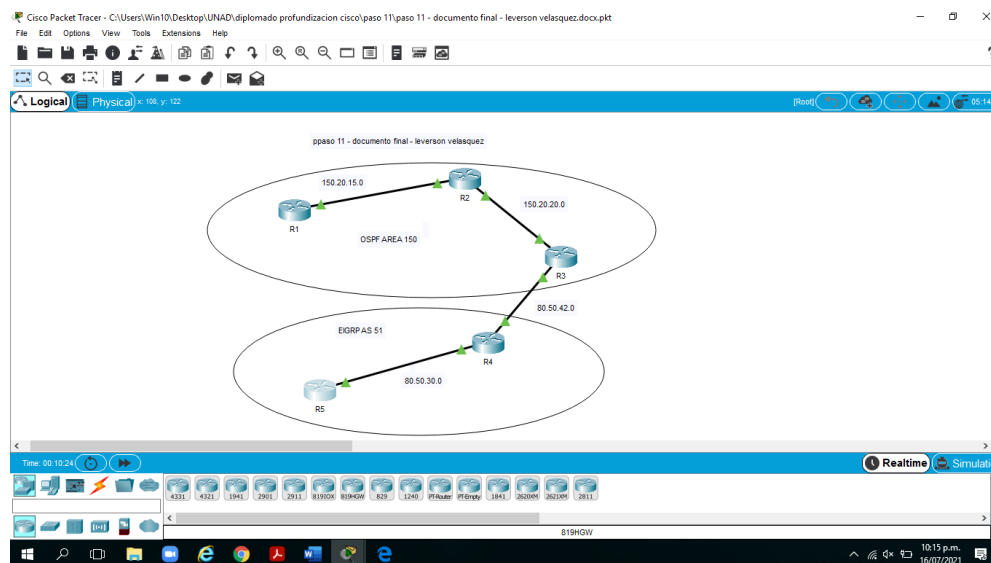 Cisco Packet Tracer - C:\Users\Win10\Desktop\UNAD\diplomado profundizacion cisco\paso 11\paso 11 - documento final - leverson velasquez.docx.pkt
File Edit Options View Tools Extensions Help
Logical Physical x: 108, y: 122 [Root] 05:14
ppaso 11 - documento final - leverson velasquez
150.20.15.0
R2
150.20.20.0
R1
OSPF AREA 150
R3
80.50.42.0
EIGRP AS 51
R4
80.50.30.0
R5
Time: 00:10:24 Realtime Simulati
4331 4321 1941 2901 2911 819IOX 819HGW 829 1240 PT-Router PT-Empty 1841 2620XM 2621XM 2811
819HGW
10:15 p.m.
16/07/2021